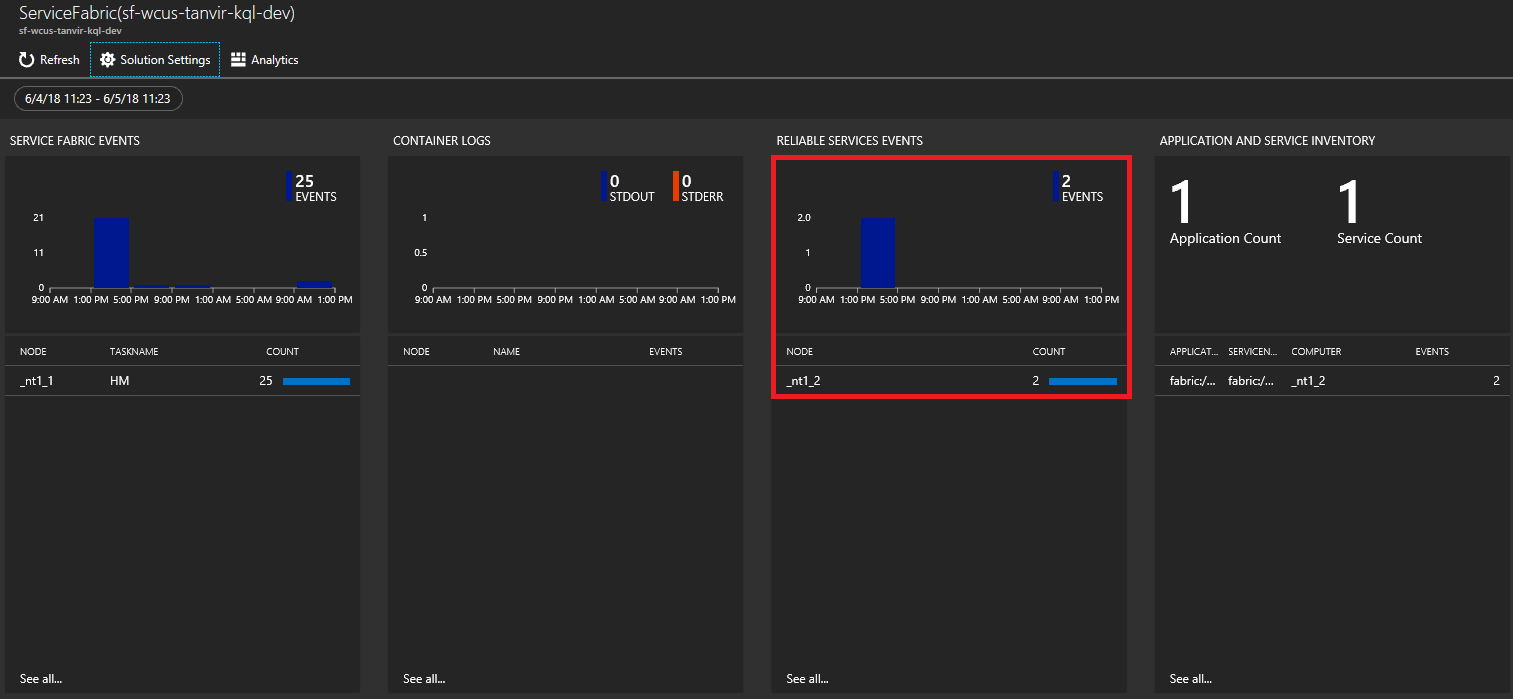 ServiceFabric(sf-wcus-tanvir-kql-dev)
sf-wcus-tanvir-kql-dev
Refresh Solution Settings Analytics
6/4/18 11:23 - 6/5/18 11:23
SERVICE FABRIC EVENTS
25
EVENTS
21
11
0
9:00 AM 1:00 PM 5:00 PM 9:00 PM 1:00 AM 5:00 AM 9:00 AM 1:00 PM
NODE TASKNAME COUNT
_nt1_1 HM 25
See all...
CONTAINER LOGS
0 0
STDOUT STDERR
1
0.5
0
9:00 AM 1:00 PM 5:00 PM 9:00 PM 1:00 AM 5:00 AM 9:00 AM 1:00 PM
NODE NAME EVENTS
See all...
RELIABLE SERVICES EVENTS
2
EVENTS
2.0
1
0
9:00 AM 1:00 PM 5:00 PM 9:00 PM 1:00 AM 5:00 AM 9:00 AM 1:00 PM
NODE COUNT
_nt1_2 2
See all...
APPLICATION AND SERVICE INVENTORY
1 1
Application Count Service Count
APPLICAT... SERVICEN... COMPUTER EVENTS
fabric:/... fabric:/... _nt1_2 2
See all...